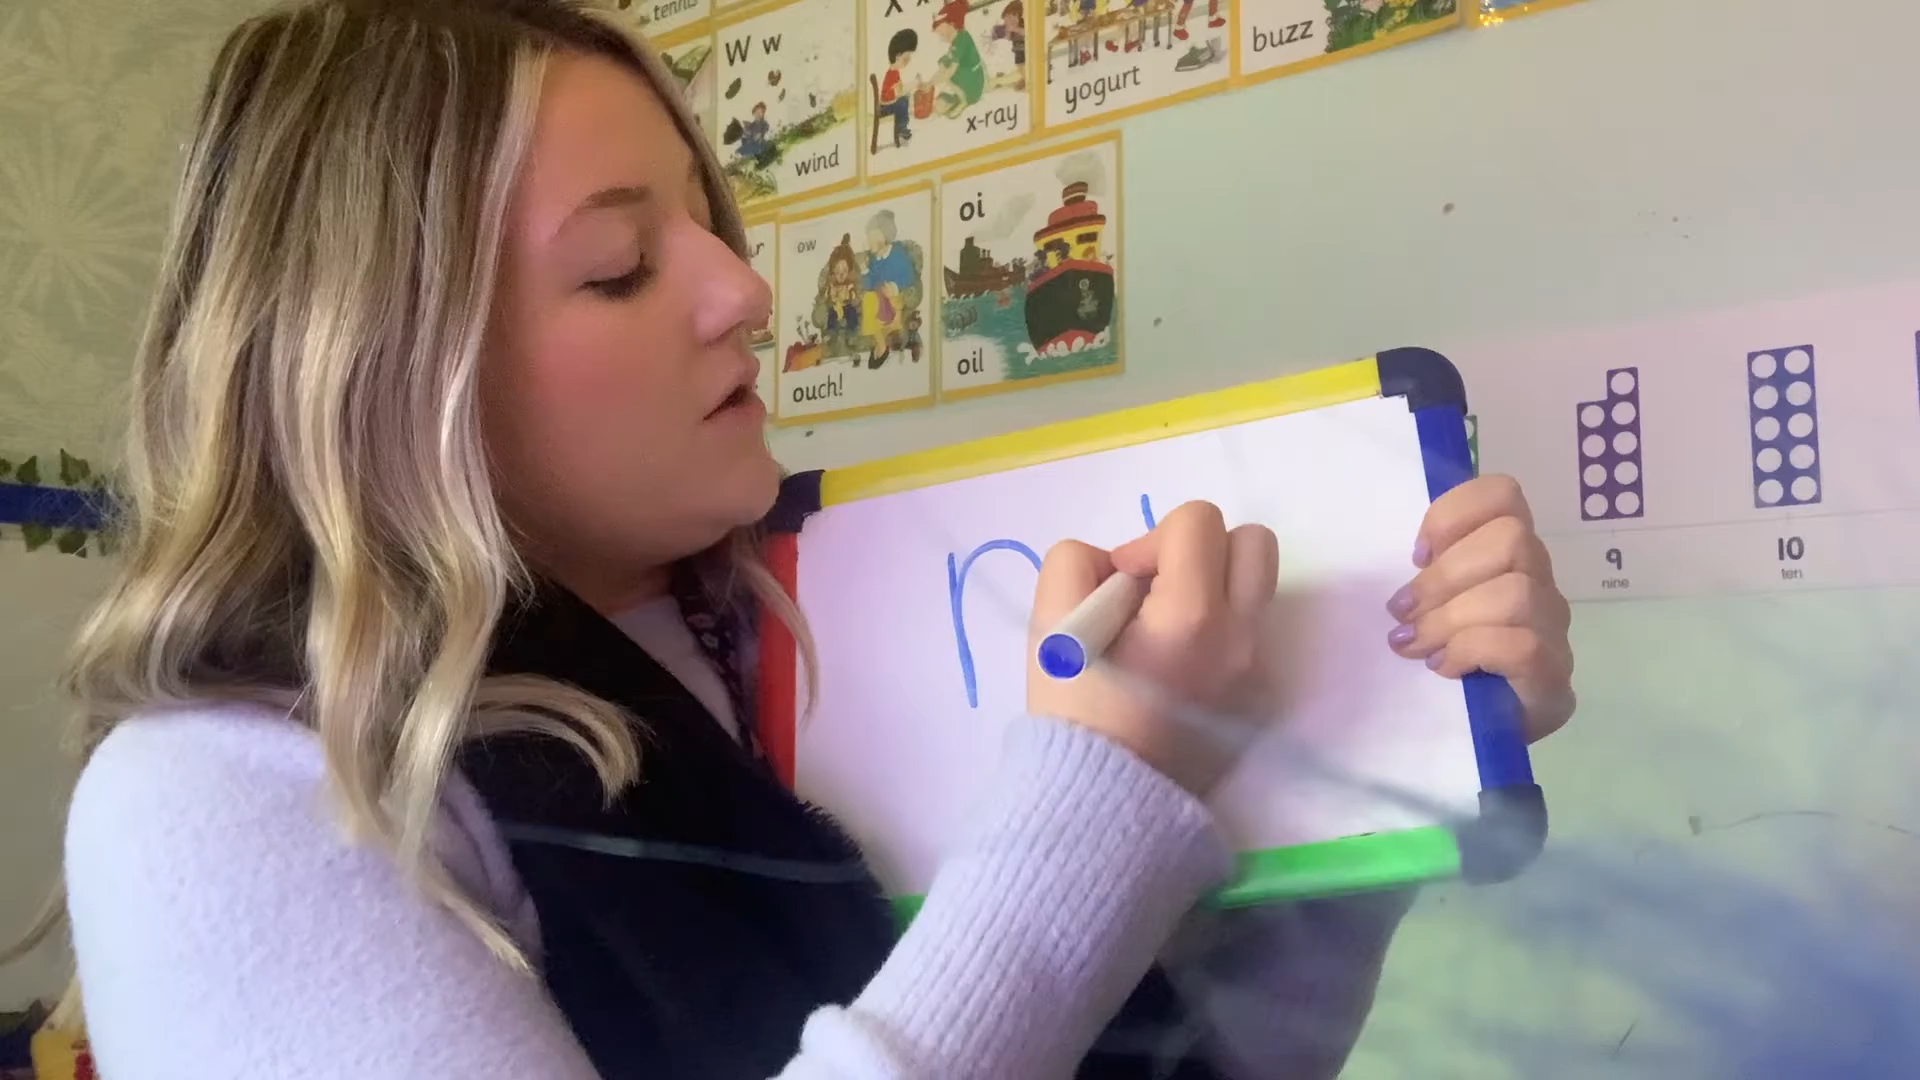 tennis
W w
wind
X x
x-ray
yogurt
buzz
ow
ouch!
oi
oil
n
9
nine
10
ten